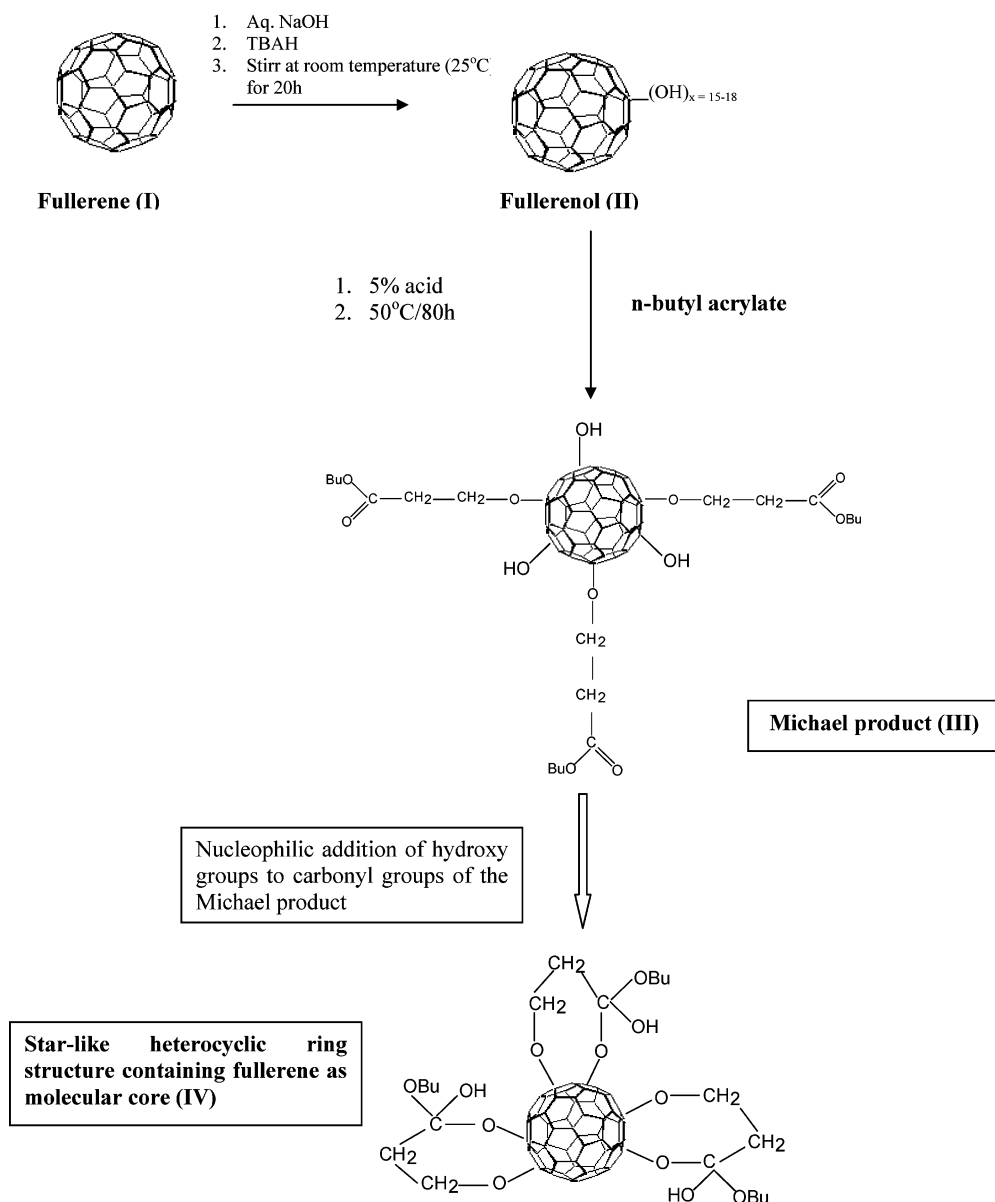 1. Aq. NaOH
2. TBAH
3. Stirr at room temperature (25°C)
for 20h
(OH)x = 15-18
Fullerene (I)
Fullerenol (II)
1. 5% acid
2. 50°C/80h
n-butyl acrylate
OH
BuO
C
O
CH2
CH2
O
O
CH2
CH2
C
O
OBu
HO
OH
O
CH2
CH2
C
BuO
O
Michael product (III)
Nucleophilic addition of hydroxy
groups to carbonyl groups of the
Michael product
CH2
OBu
CH2
C
OH
O
O
Star-like heterocyclic ring
structure containing fullerene as
molecular core (IV)
OBu
OH
C
O
CH2
CH2
O
O
CH2
CH2
O
C
HO
OBu